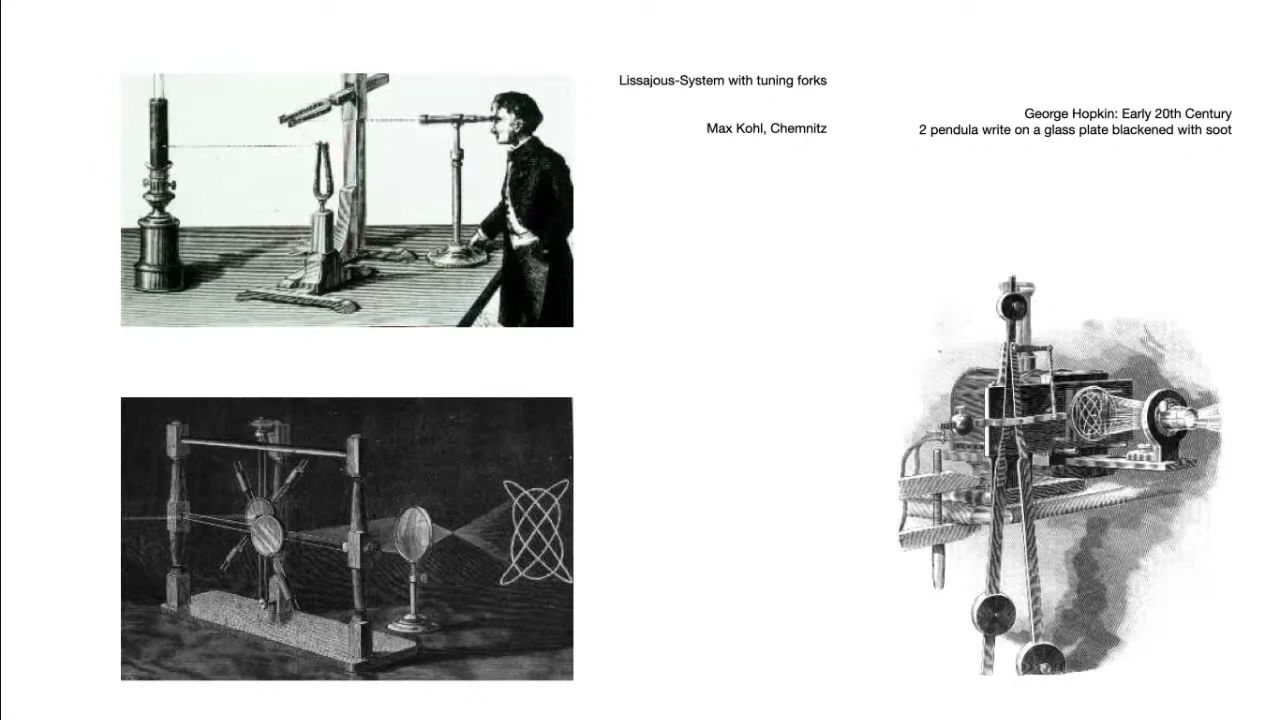 Lissajous-System with tuning forks
Max Kohl, Chemnitz
George Hopkin: Early 20th Century
2 pendula write on a glass plate blackened with soot